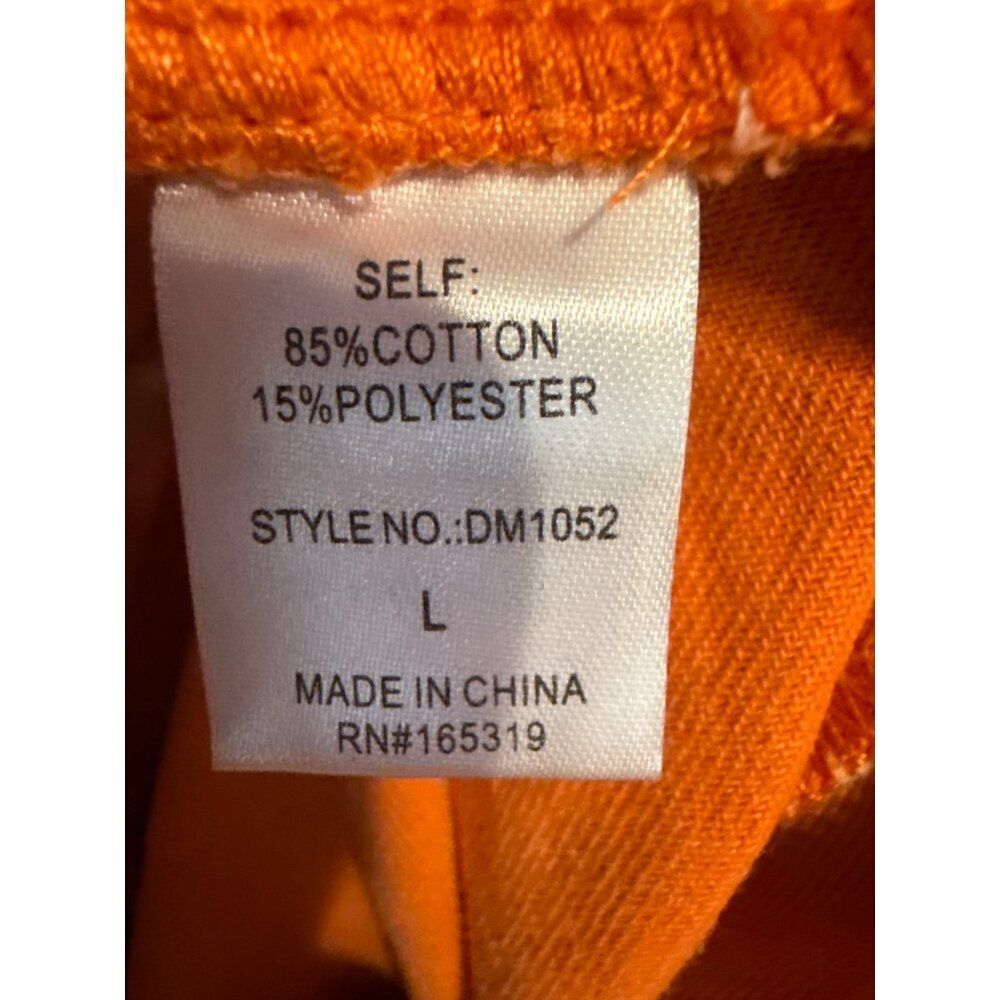 SELF:
85%COTTON
15%POLYESTER
STYLE NO.:DM1052
L
MADE IN CHINA
RN#165319